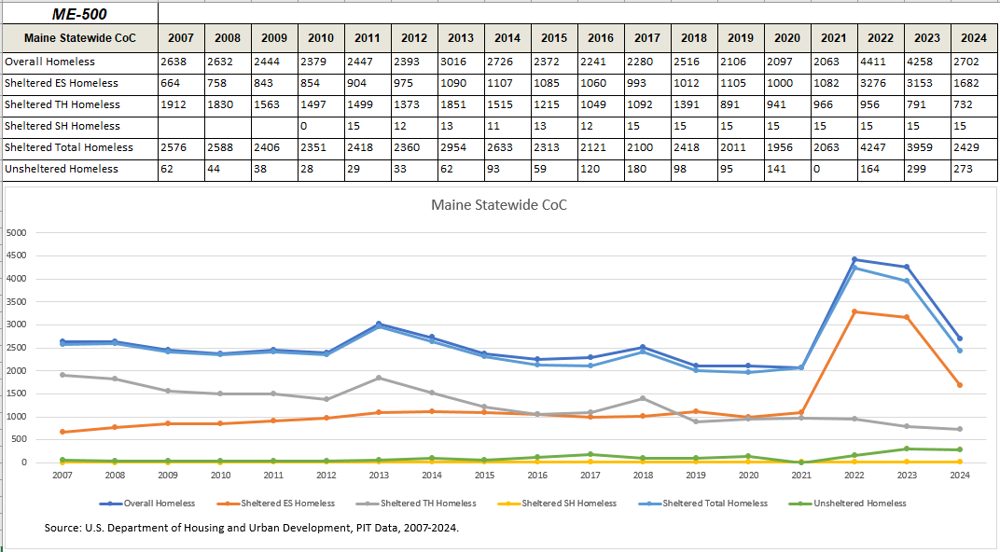 ME-500
Maine Statewide CoC 2007 2008 2009 2010 2011 2012 2013 2014 2015 2016 2017 2018 2019 2020 2021 2022 2023 2024
Overall Homeless 2638 2632 2444 2379 2447 2393 3016 2726 2372 2241 2280 2516 2106 2097 2063 4411 4258 2702
Sheltered ES Homeless 664 758 843 854 904 975 1090 1107 1085 1060 993 1012 1105 1000 1082 3276 3153 1682
Sheltered TH Homeless 1912 1830 1563 1497 1499 1373 1851 1515 1215 1049 1092 1391 891 941 966 956 791 732
Sheltered SH Homeless 0 15 12 13 11 13 12 15 15 15 15 15 15 15 15
Sheltered Total Homeless 2576 2588 2406 2351 2418 2360 2954 2633 2313 2121 2100 2418 2011 1956 2063 4247 3959 2429
Unsheltered Homeless 62 44 38 28 29 33 62 93 59 120 180 98 95 141 0 164 299 273
Maine Statewide CoC
5000
4500
4000
3500
3000
2500
2000
1500
1000
500
0
2007 2008 2009 2010 2011 2012 2013 2014 2015 2016 2017 2018 2019 2020 2021 2022 2023 2024
Overall Homeless Sheltered ES Homeless Sheltered TH Homeless Sheltered SH Homeless Sheltered Total Homeless Unsheltered Homeless
Source: U.S. Department of Housing and Urban Development, PIT Data, 2007-2024.